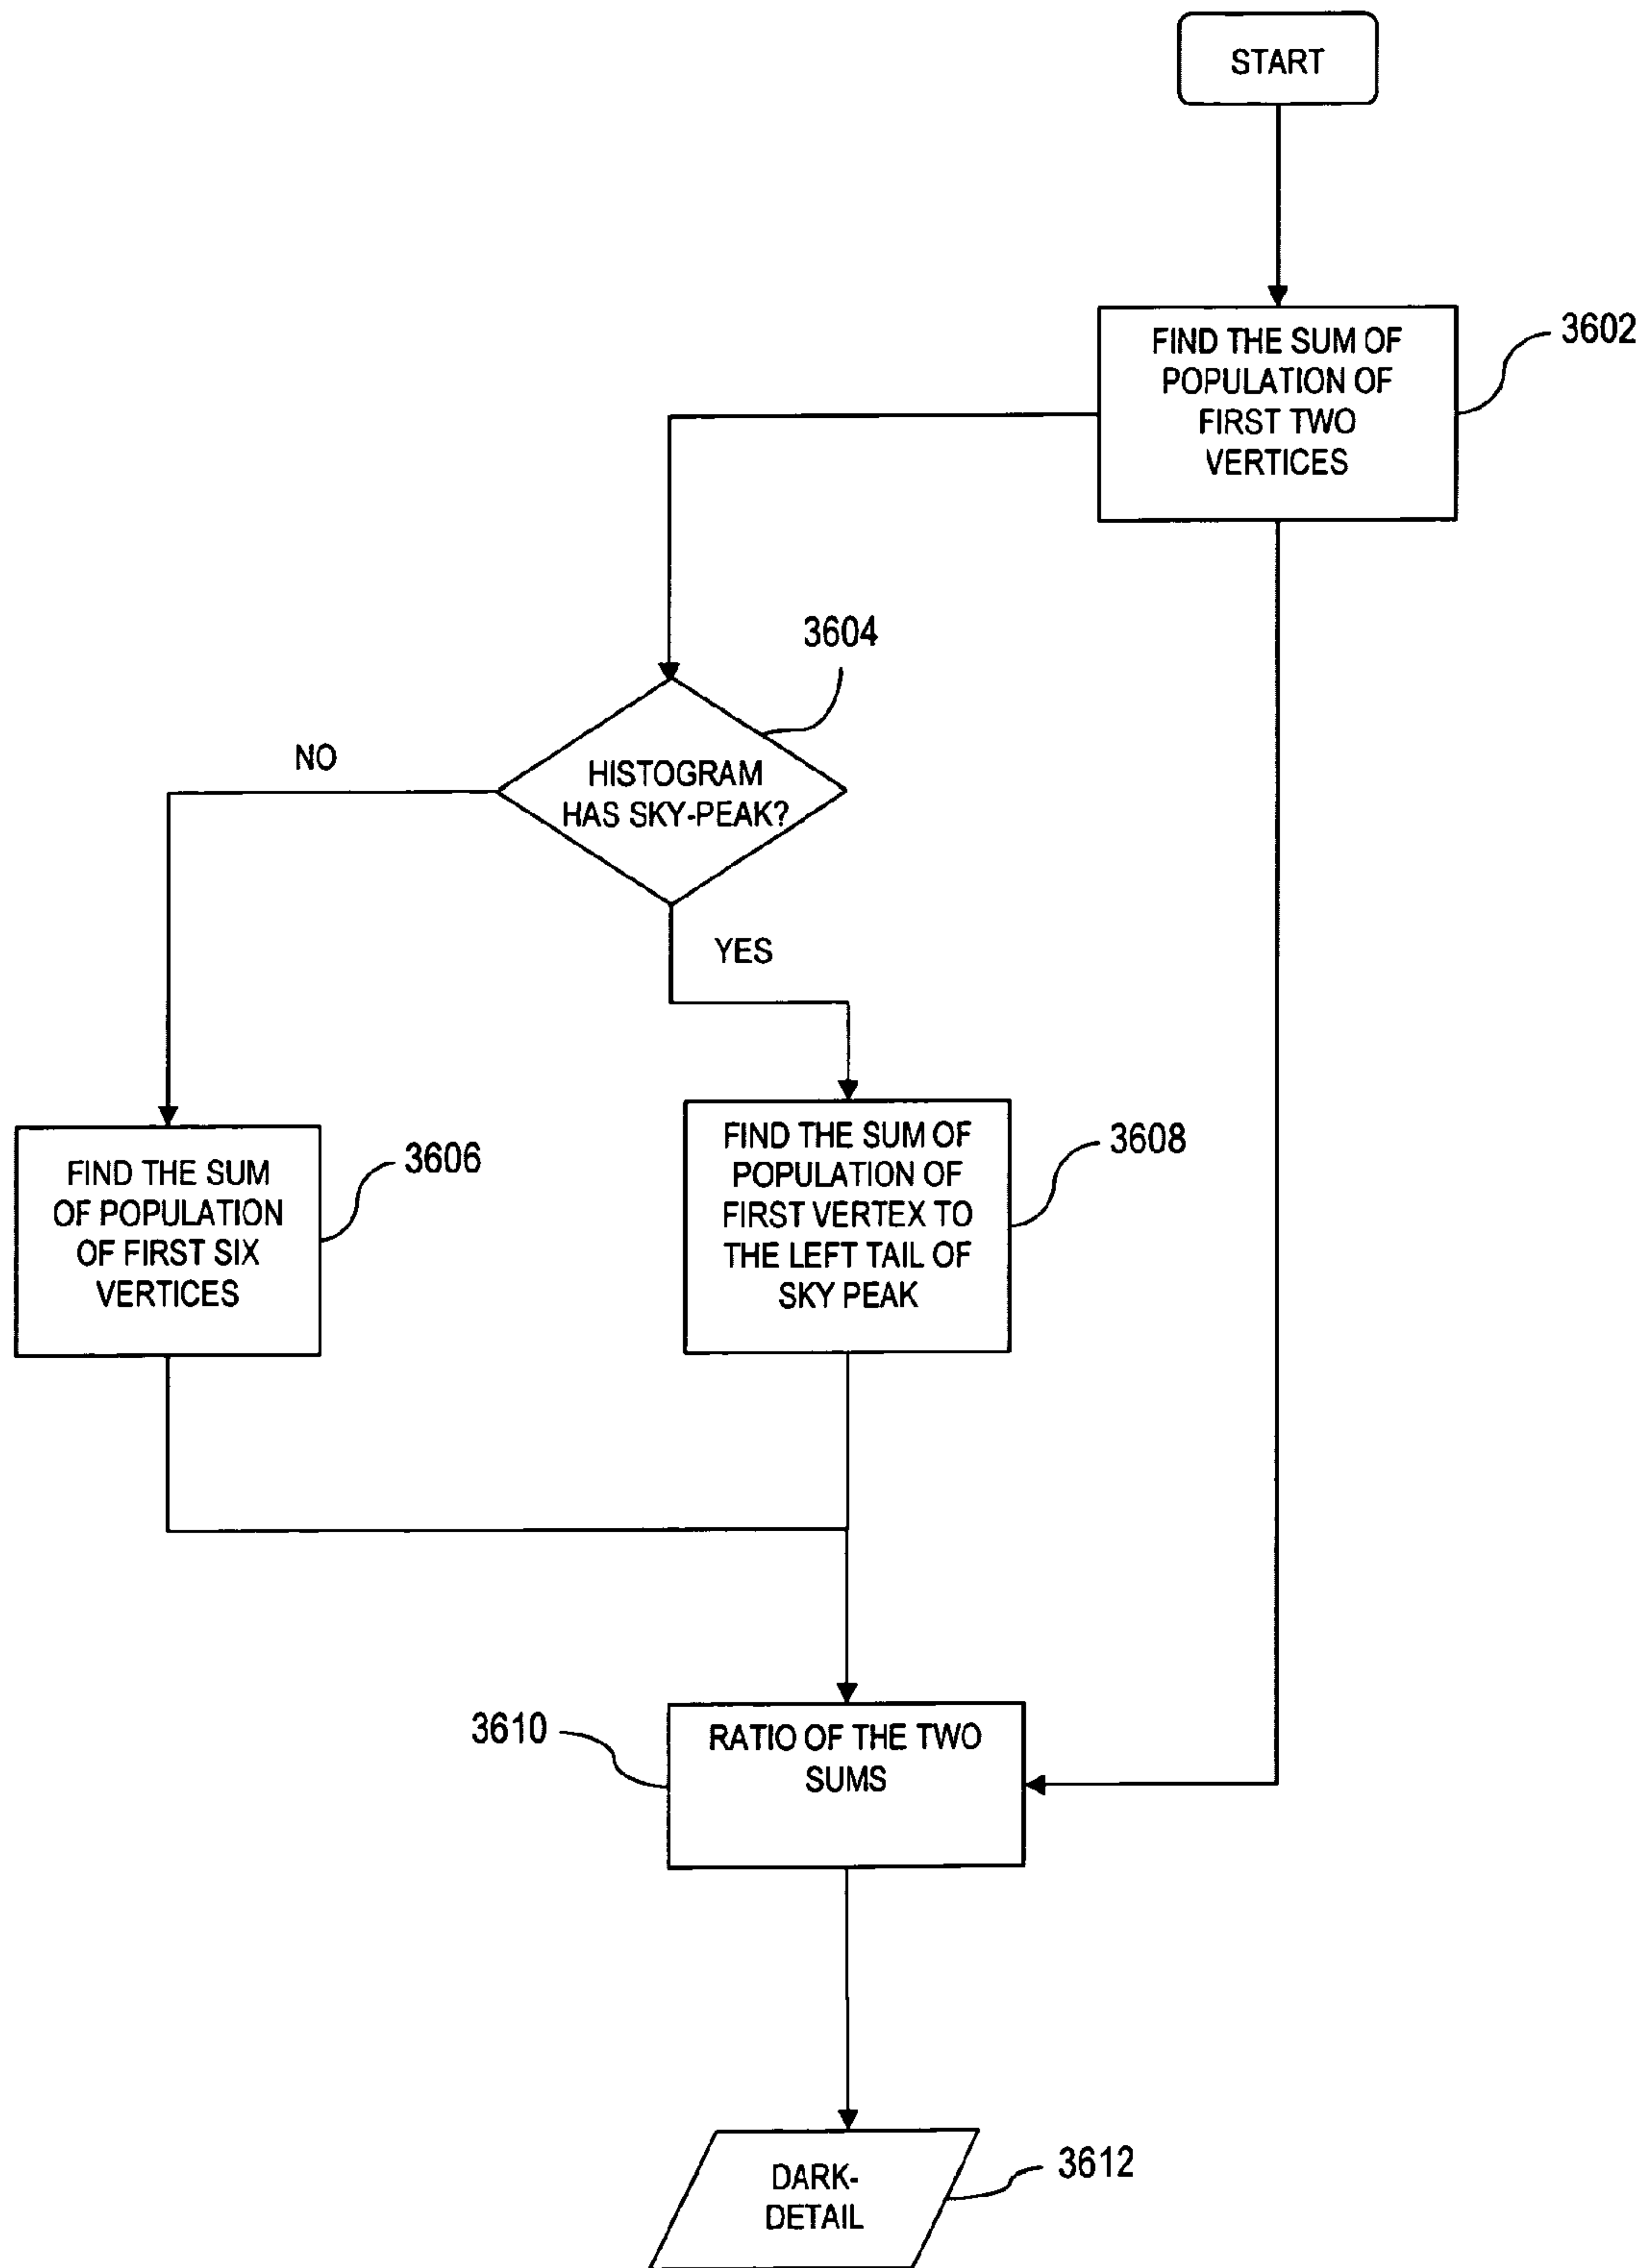 START
FIND THE SUM OF
POPULATION OF
FIRST TWO
VERTICES
3602
3604
HISTOGRAM
HAS SKY-PEAK?
NO
YES
FIND THE SUM
OF POPULATION
OF FIRST SIX
VERTICES
3606
FIND THE SUM OF
POPULATION OF
FIRST VERTEX TO
THE LEFT TAIL OF
SKY PEAK
3608
3610
RATIO OF THE TWO
SUMS
DARK-
DETAIL
3612